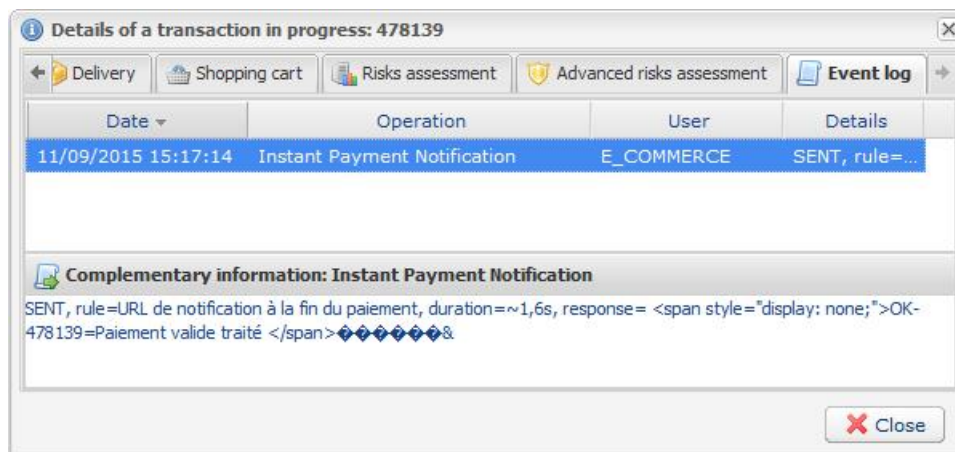 Details of a transaction in progress: 478139
Delivery Shopping cart Risks assessment Advanced risks assessment Event log
Date Operation User Details
11/09/2015 15:17:14 Instant Payment Notification E_COMMERCE SENT, rule=...
Complementary information: Instant Payment Notification
SENT, rule=URL de notification à la fin du paiement, duration=~1,6s, response= <span style="display: none;">OK-
478139=Paiement valide traité </span>������&
Close